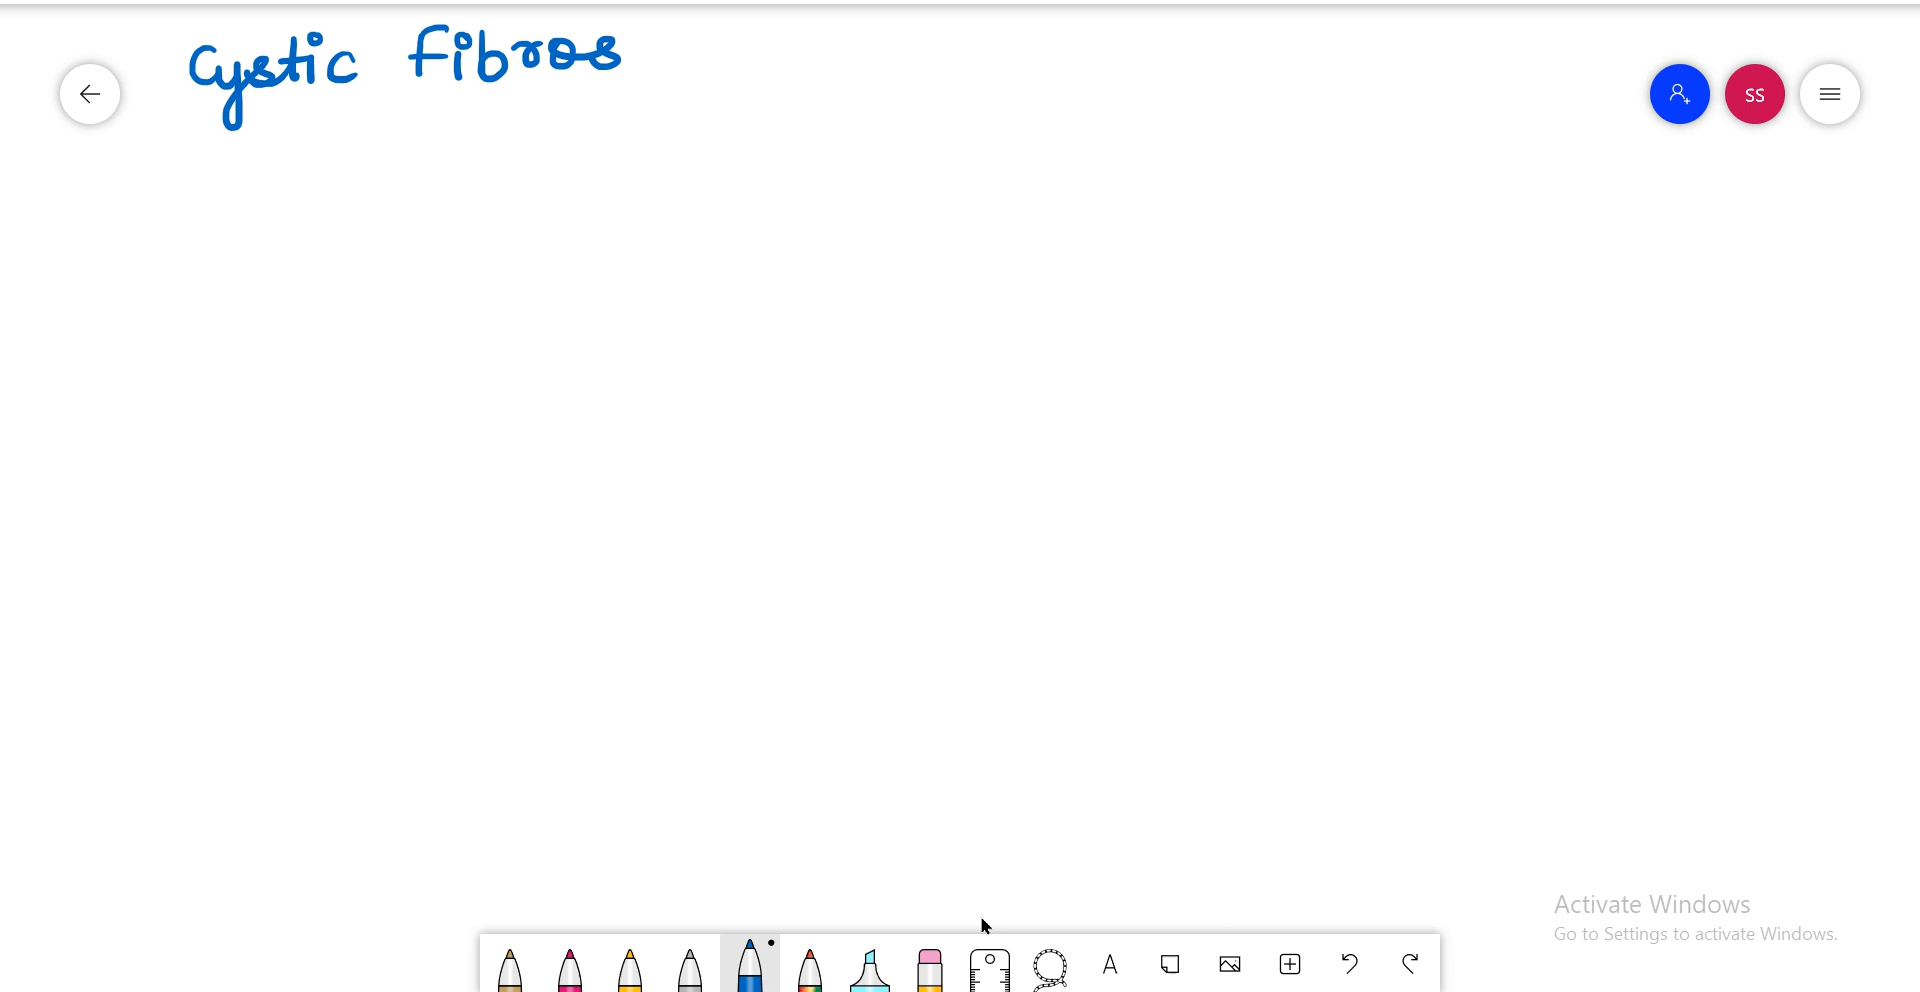 Cystic Fibros
SS
A
Activate Windows
Go to Settings to activate Windows.